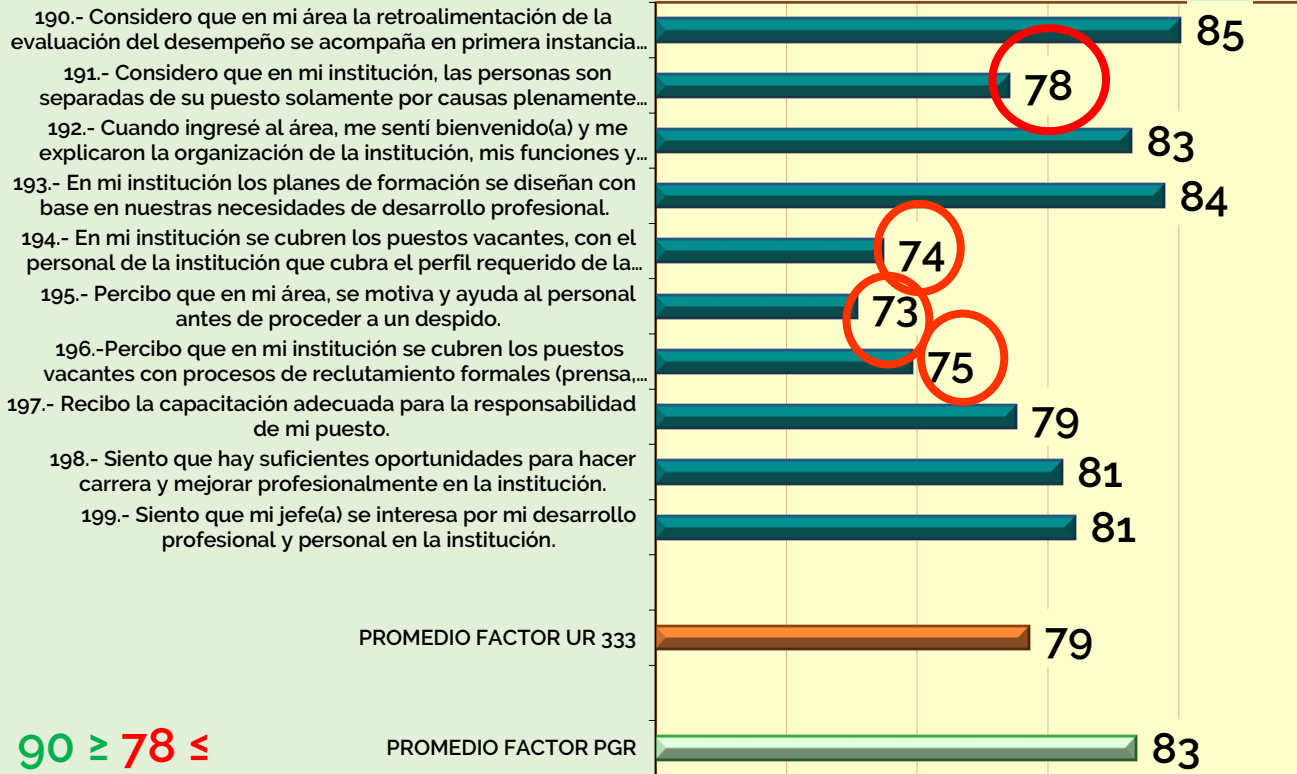 190.- Considero que en mi área la retroalimentación de la
evaluación del desempeño se acompaña en primera instancia...
85
191.- Considero que en mi institución, las personas son
separadas de su puesto solamente por causas plenamente...
78
192.- Cuando ingresé al área, me sentí bienvenido(a) y me
explicaron la organización de la institución, mis funciones y...
83
193.- En mi institución los planes de formación se diseñan con
base en nuestras necesidades de desarrollo profesional.
84
194.- En mi institución se cubren los puestos vacantes, con el
personal de la institución que cubra el perfil requerido de la...
74
195.- Percibo que en mi área, se motiva y ayuda al personal
antes de proceder a un despido.
73
196.-Percibo que en mi institución se cubren los puestos
vacantes con procesos de reclutamiento formales (prensa,...
75
197.- Recibo la capacitación adecuada para la responsabilidad
de mi puesto.
79
198.- Siento que hay suficientes oportunidades para hacer
carrera y mejorar profesionalmente en la institución.
81
199.- Siento que mi jefe(a) se interesa por mi desarrollo
profesional y personal en la institución.
81
PROMEDIO FACTOR UR 333
79
90 ≥ 78 ≤
PROMEDIO FACTOR PGR
83